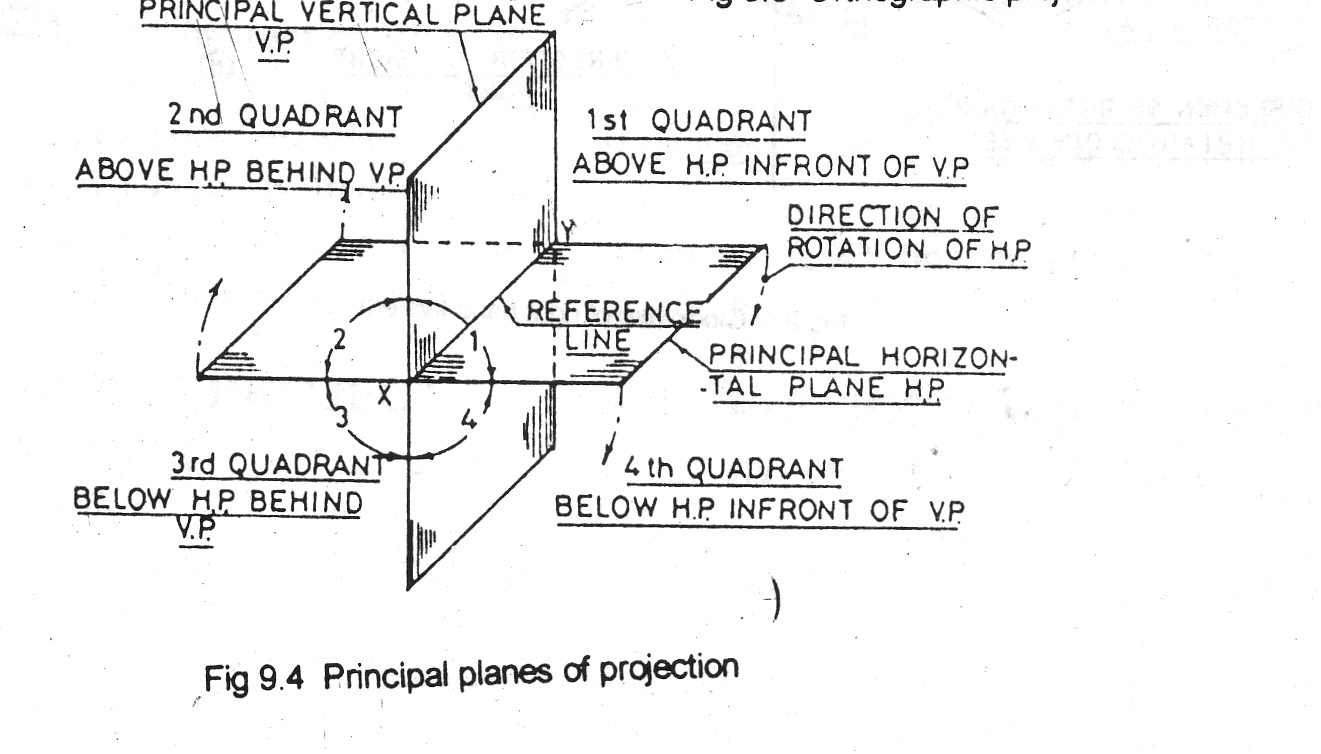 PRINCIPAL VERTICAL PLANE
V.P.
2nd QUADRANT
ABOVE H.P. BEHIND V.P.
1st QUADRANT
ABOVE H.P. INFRONT OF V.P
DIRECTION OF
ROTATION OF H.P.
Y
REFERENCE
LINE
2
1
PRINCIPAL HORIZON-
-TAL PLANE H.P.
X
3
4
3rd QUADRANT
BELOW H.P. BEHIND
V.P.
4th QUADRANT
BELOW H.P. INFRONT OF V.P.
Fig 9.4 Principal planes of projection